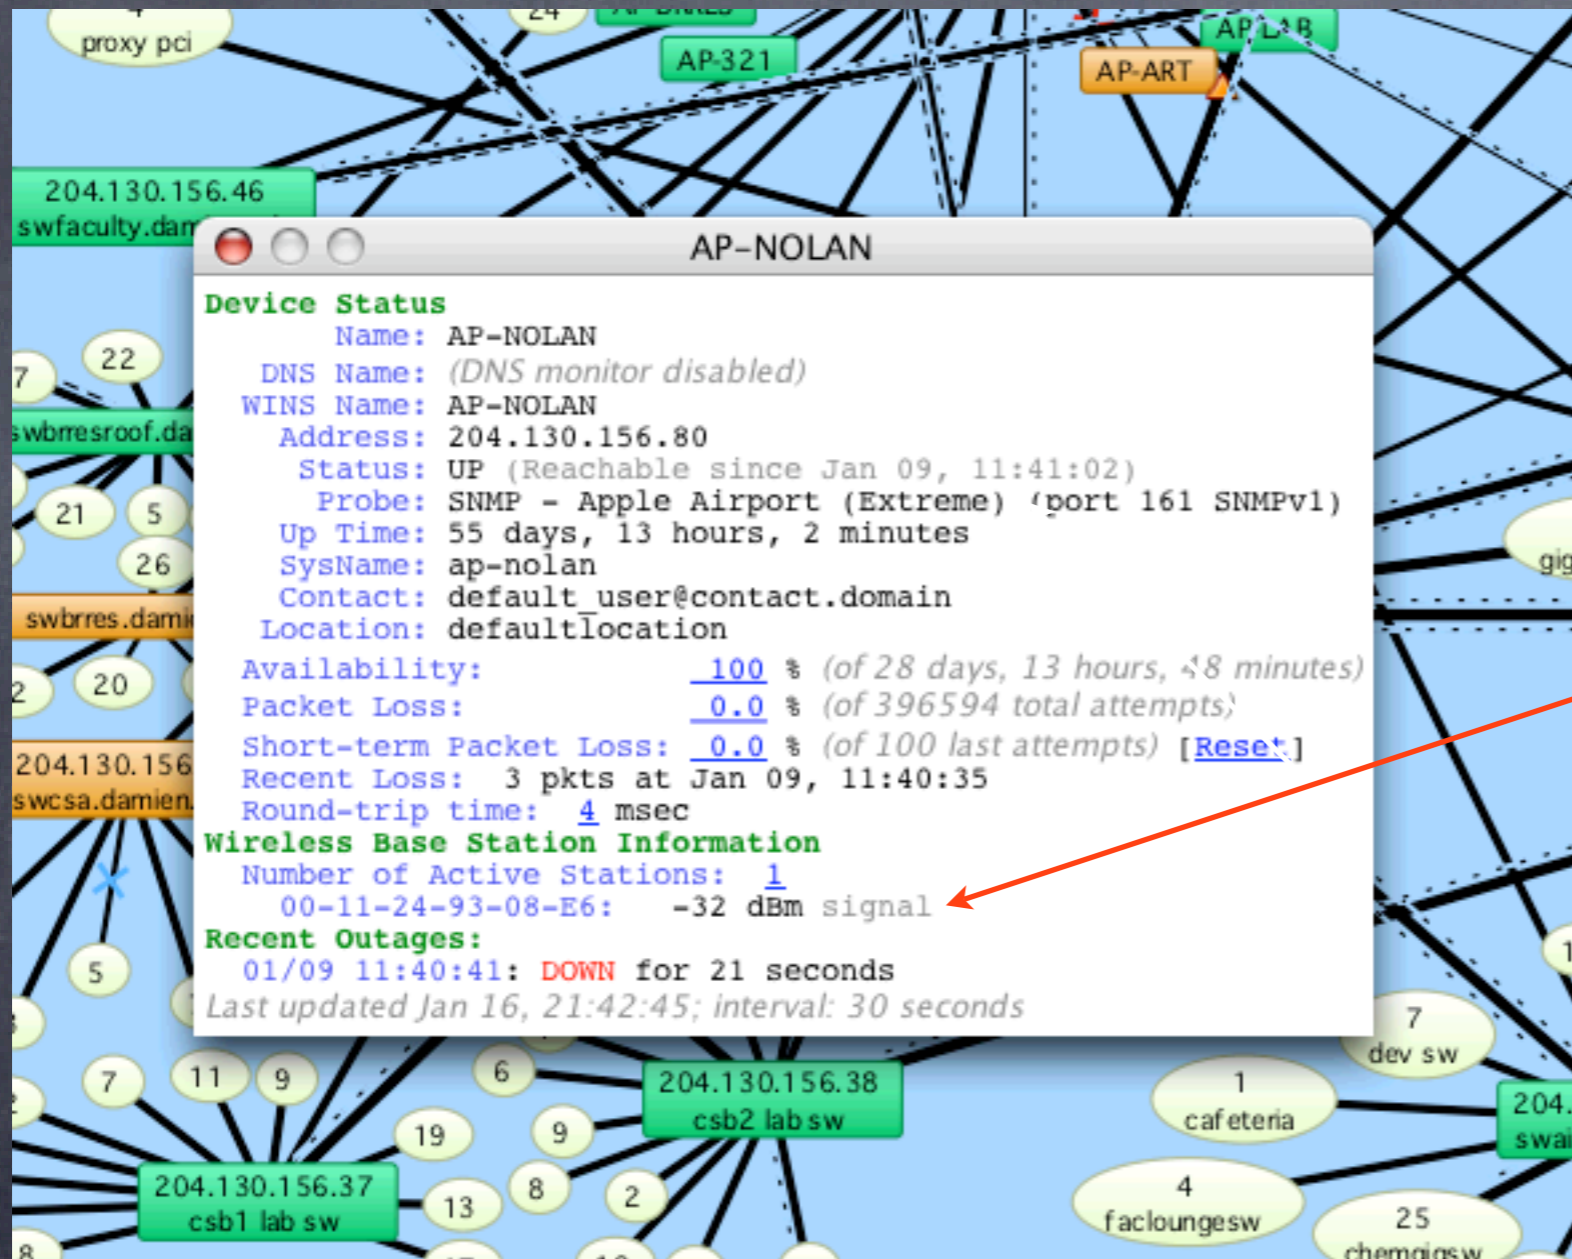 4
proxy pci
24
AP-321
AP-LAB
AP-ART
204.130.156.46
AP-NOLAN
Device Status
Name: AP-NOLAN
DNS Name: (DNS monitor disabled)
WINS Name: AP-NOLAN
Address: 204.130.156.80
Status: UP (Reachable since Jan 09, 11:41:02)
Probe: SNMP - Apple Airport (Extreme) (port 161 SNMPv1)
Up Time: 55 days, 13 hours, 2 minutes
SysName: ap-nolan
Contact: default_user@contact.domain
Location: defaultlocation
Availability: 100 % (of 28 days, 13 hours, 48 minutes)
Packet Loss: 0.0 % (of 396594 total attempts)
Short-term Packet Loss: 0.0 % (of 100 last attempts) [Reset]
Recent Loss: 3 pkts at Jan 09, 11:40:35
Round-trip time: 4 msec
Wireless Base Station Information
Number of Active Stations: 1
00-11-24-93-08-E6: -32 dBm signal
Recent Outages:
01/09 11:40:41: DOWN for 21 seconds
Last updated Jan 16, 21:42:45; interval: 30 seconds
7
22
swbrresroof.da
21
5
26
swbrres.damie
20
204.130.156
swcsa.damien.
5
7
11
9
6
204.130.156.38
csb2 lab sw
9
19
8
2
13
204.130.156.37
csb1 lab sw
7
dev sw
1
cafeteria
204.
swai
4
facloungesw
25
chemgigsw
gig
8